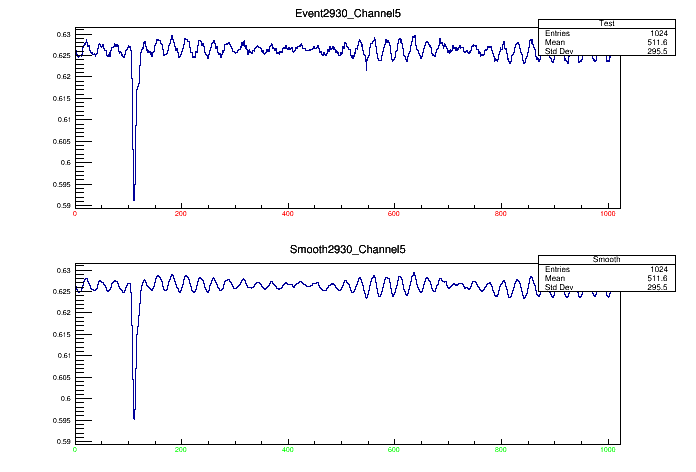 Event2930_Channel5
Test
Entries 1024
Mean 511.6
Std Dev 295.5
0.63
0.625
0.62
0.615
0.61
0.605
0.6
0.595
0.59
0 200 400 600 800 1000
Smooth2930_Channel5
Smooth
Entries 1024
Mean 511.6
Std Dev 295.5
0.63
0.625
0.62
0.615
0.61
0.605
0.6
0.595
0.59
0 200 400 600 800 1000